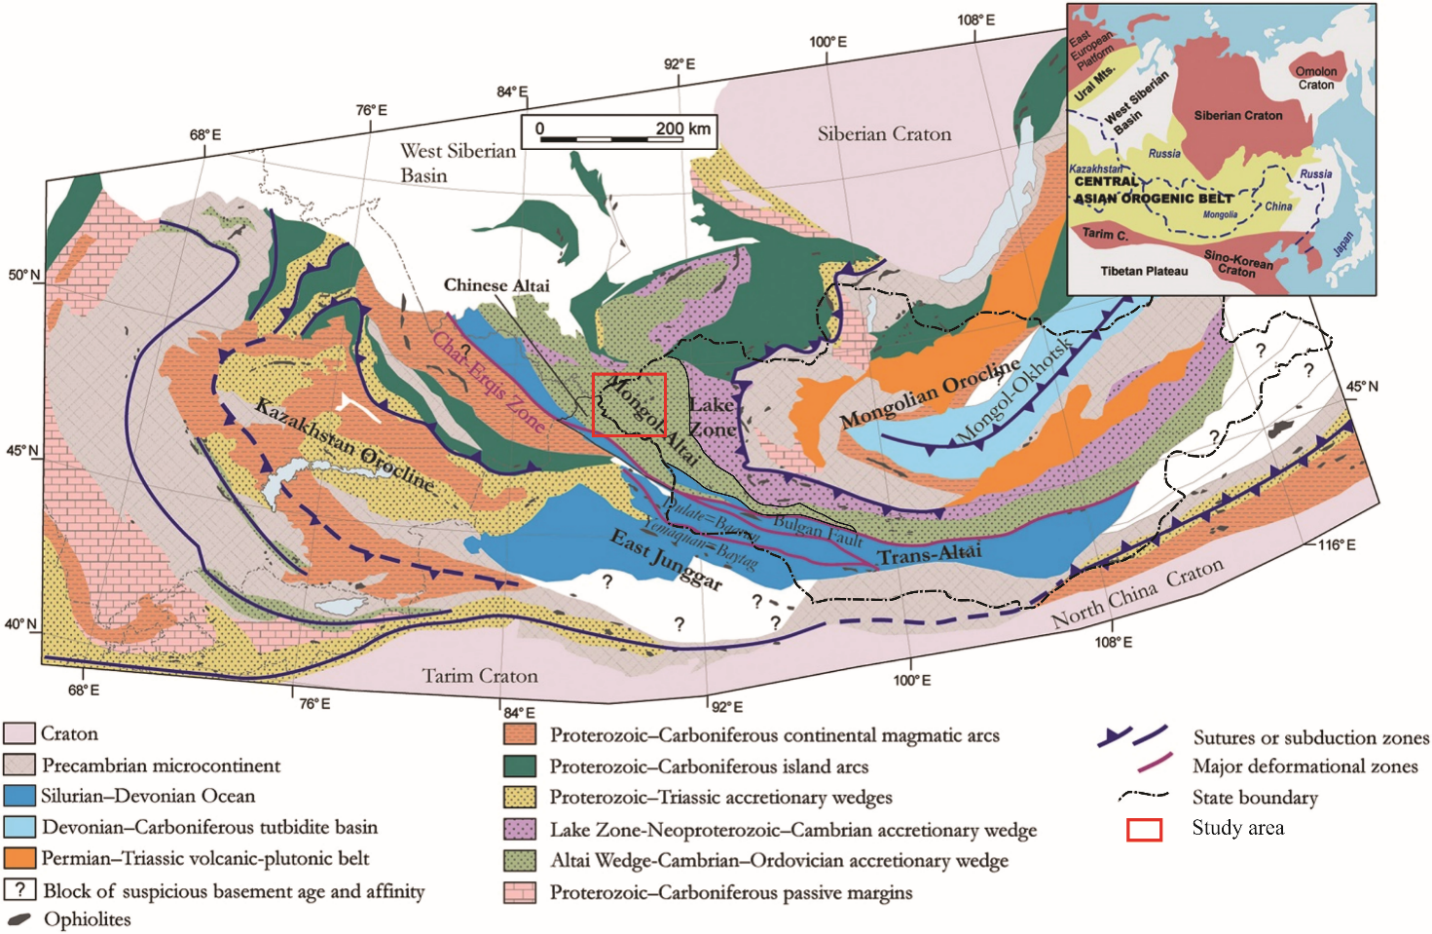 108°E
100°E
92°E
84°E
76°E
68°E
0 200 km
Siberian Craton
West Siberian
Basin
50°N
45°N
40°N
45°N
116°E
108°E
100°E
92°E
84°E
76°E
68°E
Chinese Altai
Char-Erqis Zone
?
Kazakhstan Orocline
Mongol-Altai
Lake
Zone
Mongolian Orocline
Mongol-Okhotsk
?
?
?
?
Bulgan Fault
Yemaquan=Baytag
East Junggar
Trans-Altai
?
?
?
?
North China Craton
Tarim Craton
East
European
Platform
Ural Mts.
West Siberian
Basin
Siberian Craton
Omolon
Craton
Russia
Kazakhstan
Russia
CENTRAL
ASIAN OROGENIC BELT
Mongolia
China
Tarim C.
Sino-Korean
Craton
Japan
Tibetan Plateau
Craton
Precambrian microcontinent
Silurian–Devonian Ocean
Devonian–Carboniferous tutbidite basin
Permian–Triassic volcanic-plutonic belt
? Block of suspicious basement age and affinity
Ophiolites
Proterozoic–Carboniferous continental magmatic arcs
Proterozoic–Carboniferous island arcs
Proterozoic–Triassic accretionary wedges
Lake Zone-Neoproterozoic–Cambrian accretionary wedge
Altai Wedge-Cambrian–Ordovician accretionary wedge
Proterozoic–Carboniferous passive margins
Sutures or subduction zones
Major deformational zones
State boundary
Study area